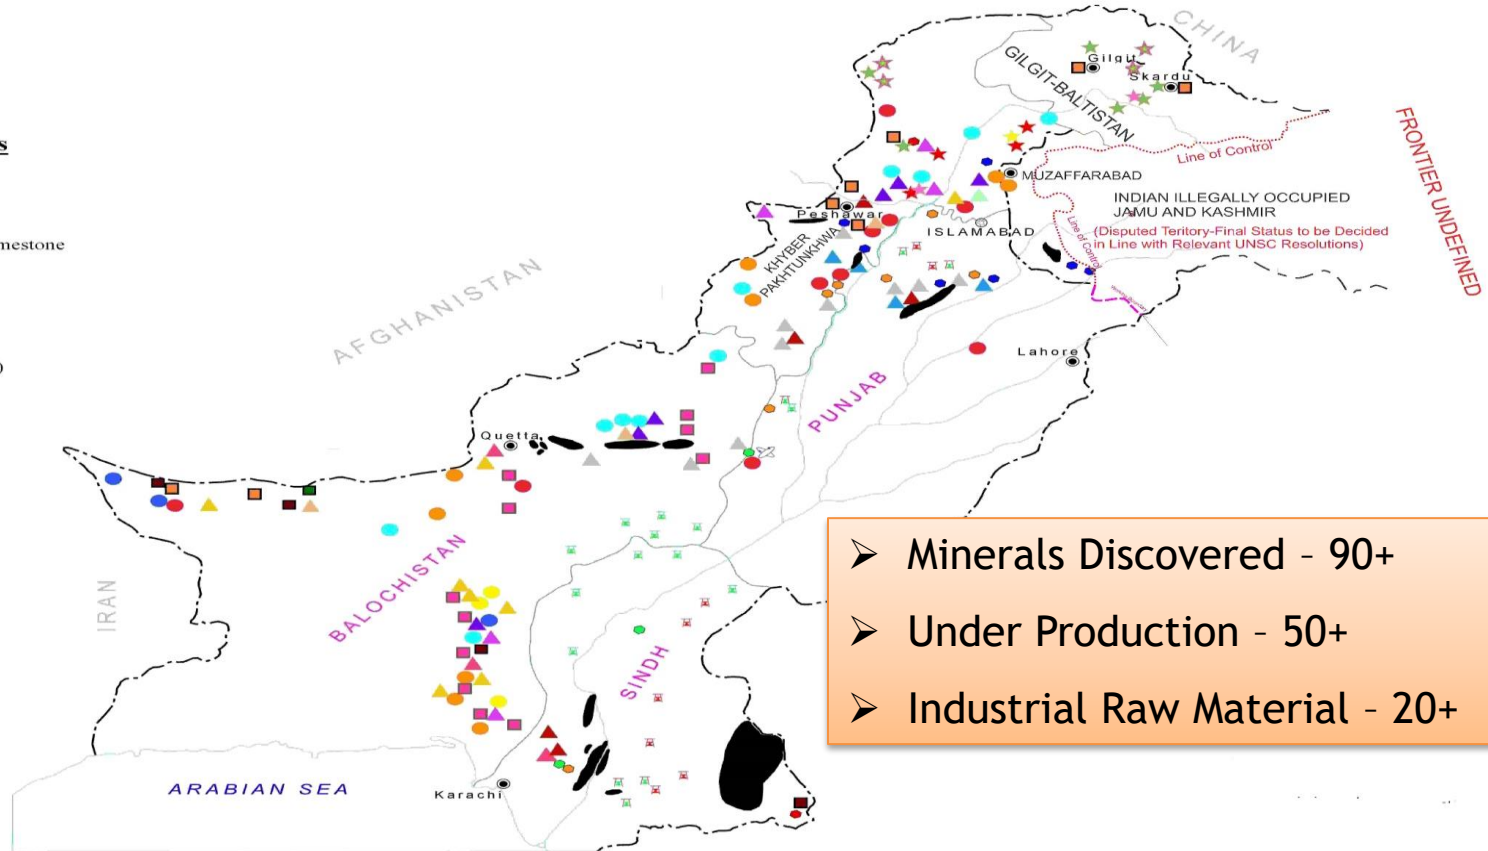 CHINA
GILGIT-BALTISTAN
Gilgit
Skardu
FRONTIER UNDEFINED
Line of Control
MUZAFFARABAD
INDIAN ILLEGALLY OCCUPIED
JAMU AND KASHMIR
(Disputed Teritory-Final Status to be Decided
in Line with Relevant UNSC Resolutions)
Line of Control
Peshawar
ISLAMABAD
KHYBER
PAKHTUNKHWA
AFGHANISTAN
Lahore
PUNJAB
Quetta
BALOCHISTAN
IRAN
SINDH
ARABIAN SEA
Karachi
➢ Minerals Discovered – 90+
➢ Under Production – 50+
➢ Industrial Raw Material – 20+